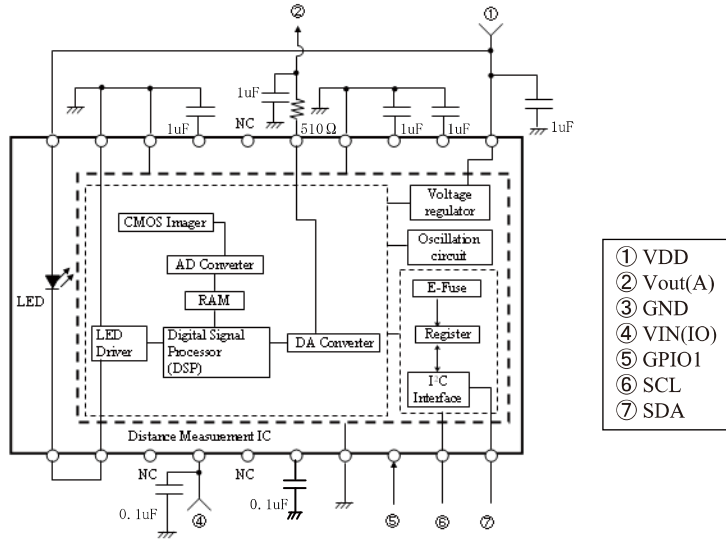 ② ①
1uF
1uF
1uF NC 510Ω 1uF 1uF
Voltage
regulator
CMOS Imager
Oscillation
circuit
AD Converter
E-Fuse
LED
RAM
LED
Driver
Digital Signal
Processor
(DSP)
DA Converter
Register
I²C
Interface
Distance Measurement IC
NC NC
0.1uF ④ 0.1uF ⑤ ⑥ ⑦
① VDD
② Vout(A)
③ GND
④ VIN(IO)
⑤ GPIO1
⑥ SCL
⑦ SDA